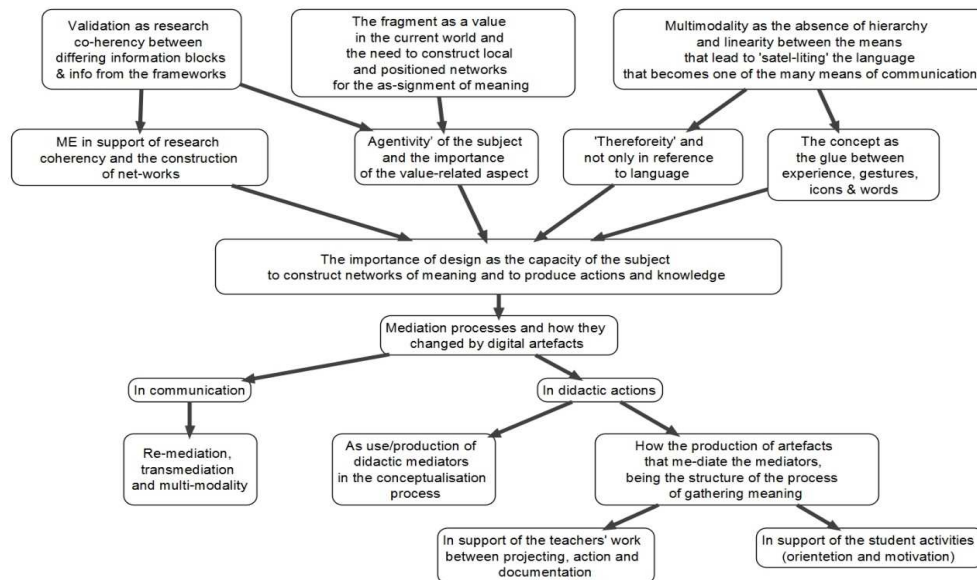 Validation as research
co-herency between
differing information blocks
& info from the frameworks
The fragment as a value
in the current world and
the need to construct local
and positioned networks
for the as-signment of meaning
Multimodality as the absence of hierarchy
and linearity between the means
that lead to 'satel-liting' the language
that becomes one of the many means of communication
ME in support of research
coherency and the construction
of net-works
Agentivity' of the subject
and the importance
of the value-related aspect
'Thereforeity' and
not only in reference
to language
The concept as
the glue between
experience, gestures,
icons & words
The importance of design as the capacity of the subject
to construct networks of meaning and to produce actions and knowledge
Mediation processes and how they
changed by digital artefacts
In communication
In didactic actions
Re-mediation,
transmediation
and multi-modality
As use/production of
didactic mediators
in the conceptualisation
process
How the production of artefacts
that me-diate the mediators,
being the structure of the process
of gathering meaning
In support of the teachers' work
between projecting, action and
documentation
In support of the student activities
(orientetion and motivation)